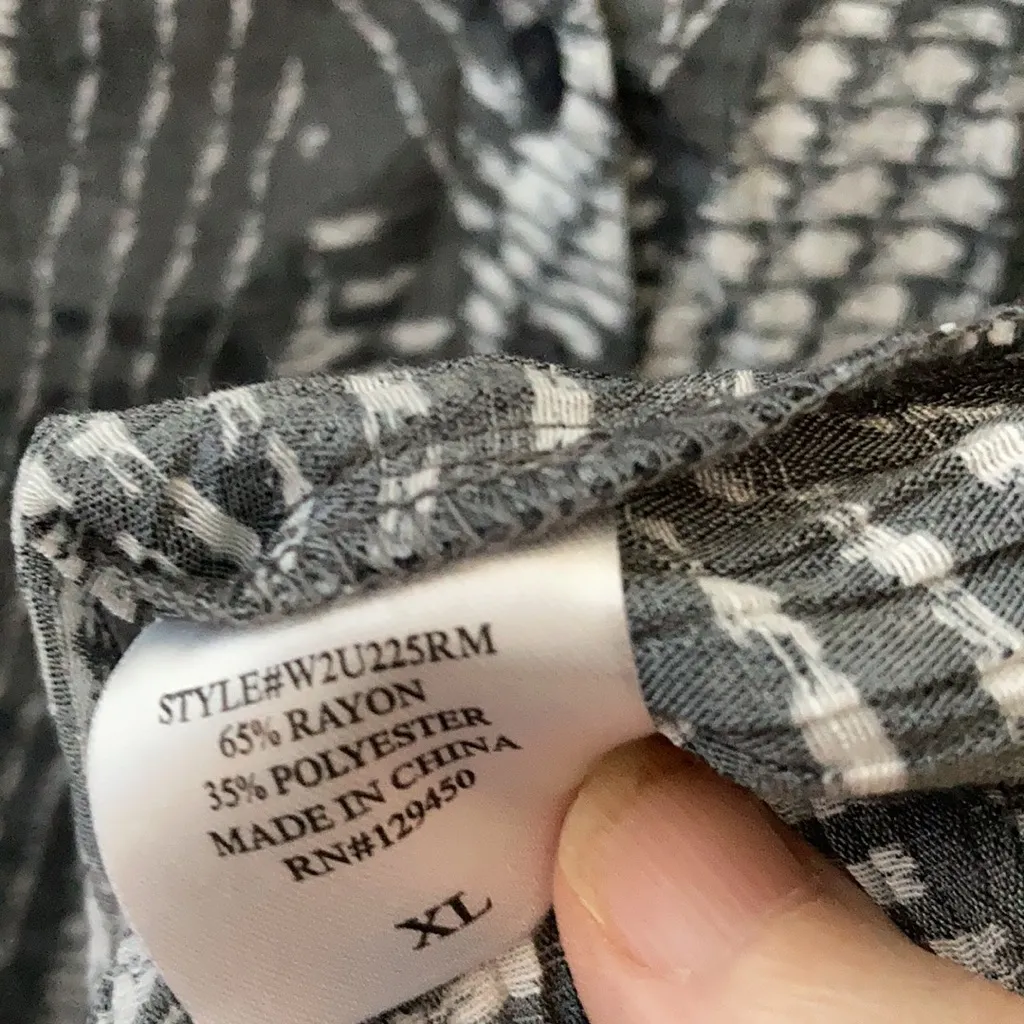 STYLE#W2U225RM
65% RAYON
35% POLYESTER
MADE IN CHINA
RN#129450
XL